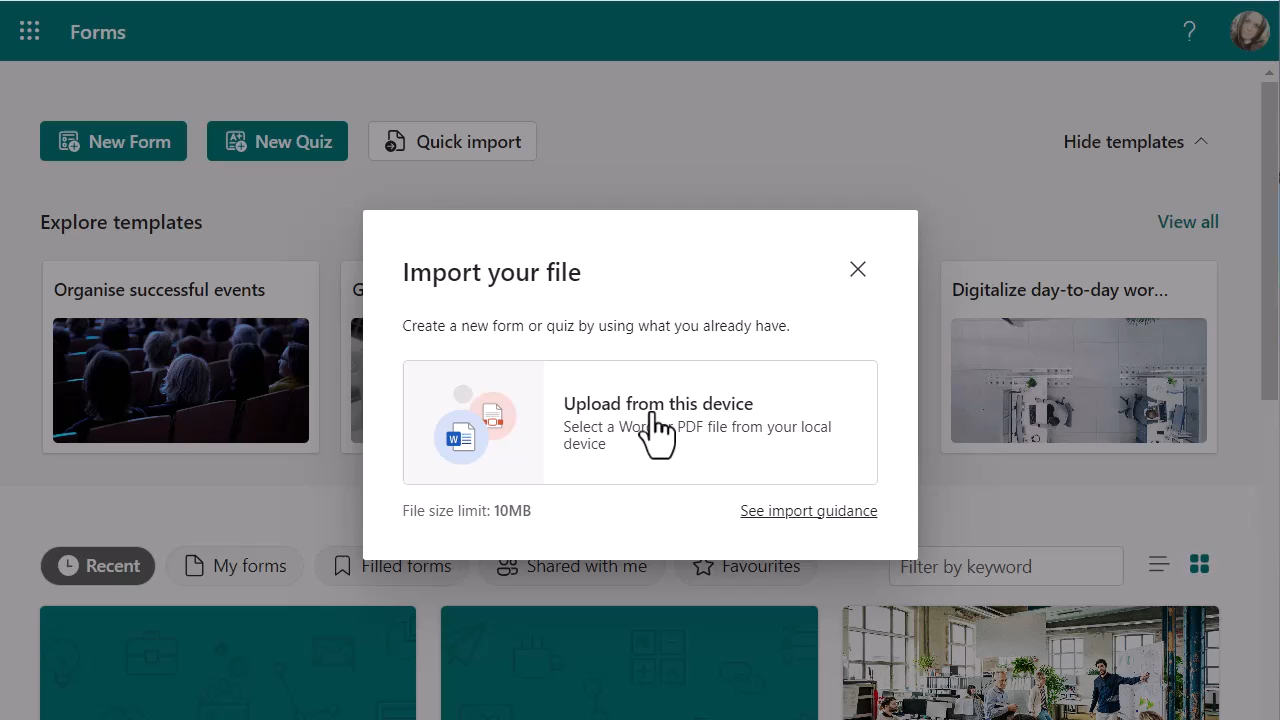 Forms
?
New Form
New Quiz
Quick import
Hide templates
Explore templates
View all
Organise successful events
G
Digitalize day-to-day wor...
Import your file
Create a new form or quiz by using what you already have.
Upload from this device
Select a Word or PDF file from your local
device
File size limit: 10MB
See import guidance
Recent
My forms
Filled forms
Shared with me
Favourites
Filter by keyword